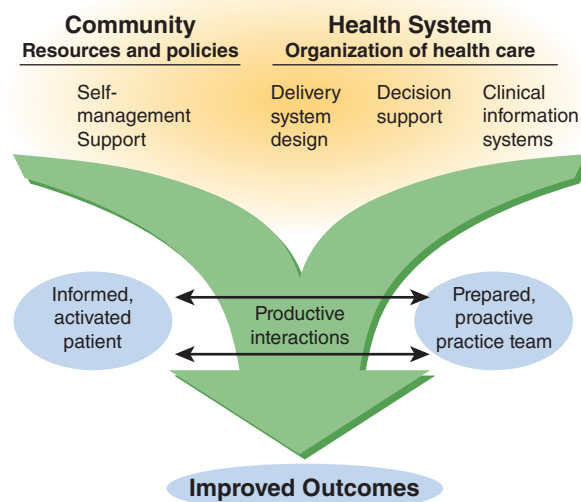 Community
Resources and policies
Self-
management
Support
Health System
Organization of health care
Delivery
system
design
Decision
support
Clinical
information
systems
Informed,
activated
patient
Productive
interactions
Prepared,
proactive
practice team
Improved Outcomes